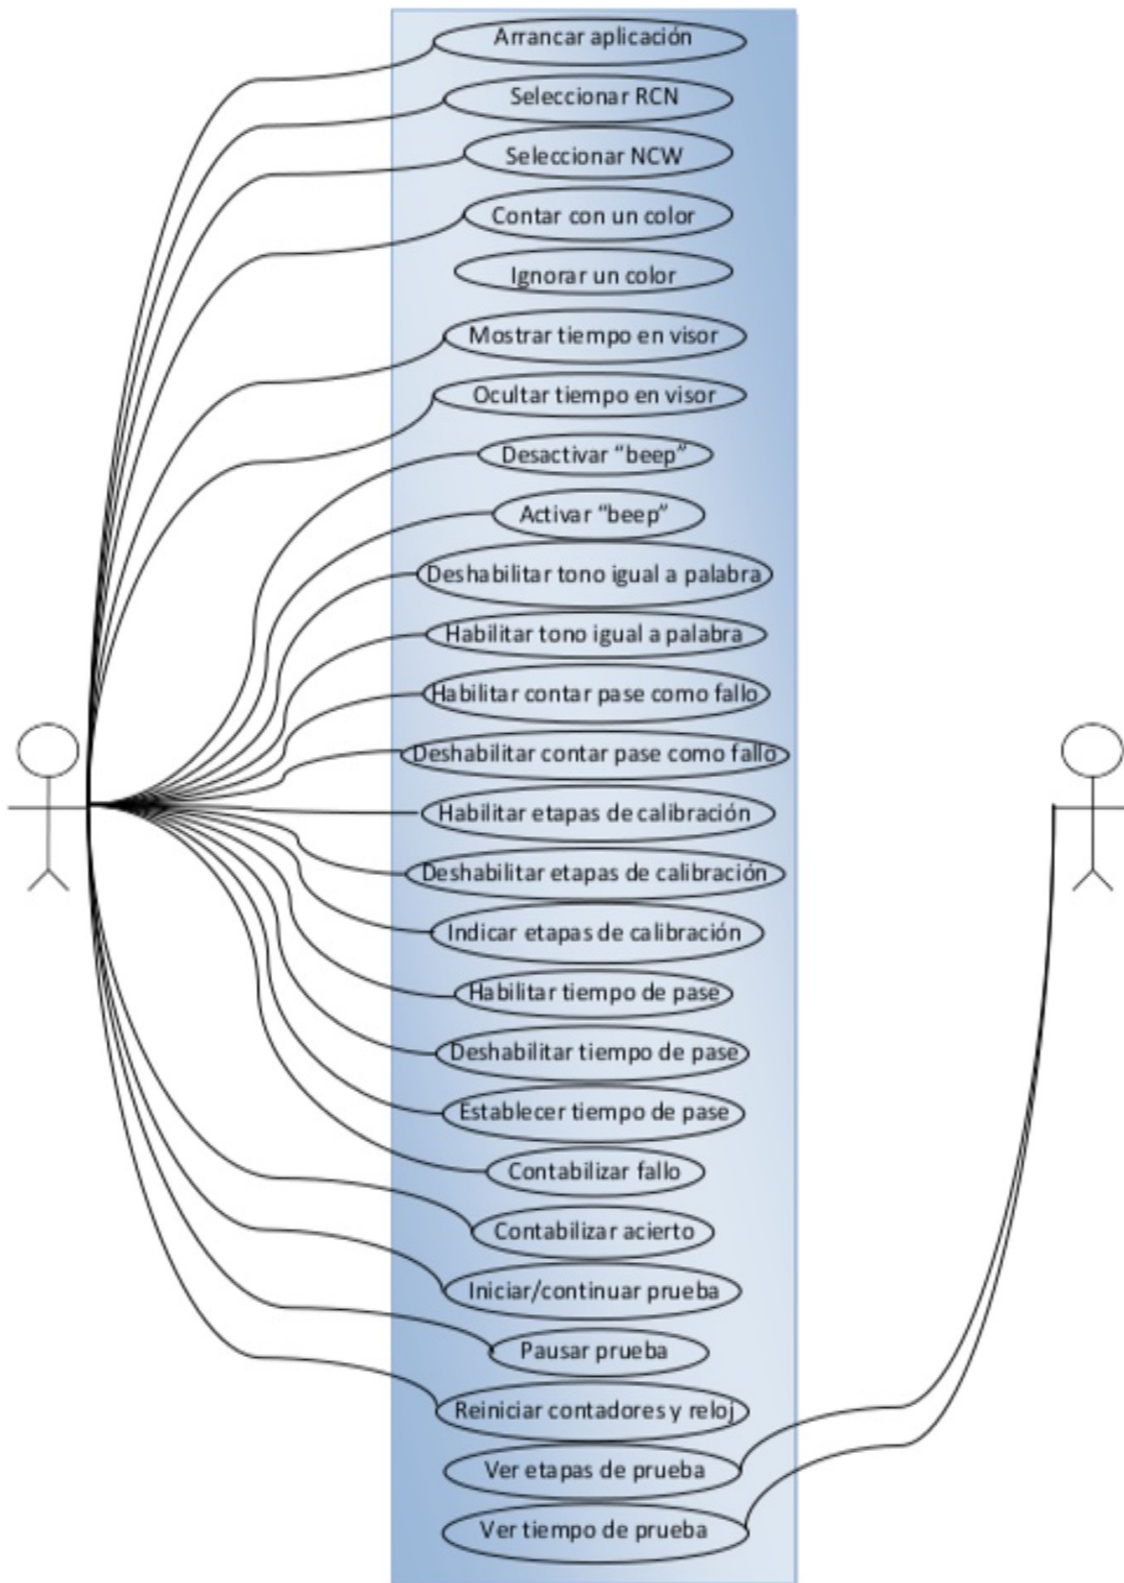 Arrancar aplicación
Seleccionar RCN
Seleccionar NCW
Contar con un color
Ignorar un color
Mostrar tiempo en visor
Ocultar tiempo en visor
Desactivar “beep”
Activar “beep”
Deshabilitar tono igual a palabra
Habilitar tono igual a palabra
Habilitar contar pase como fallo
Deshabilitar contar pase como fallo
Habilitar etapas de calibración
Deshabilitar etapas de calibración
Indicar etapas de calibración
Habilitar tiempo de pase
Deshabilitar tiempo de pase
Establecer tiempo de pase
Contabilizar fallo
Contabilizar acierto
Iniciar/continuar prueba
Pausar prueba
Reiniciar contadores y reloj
Ver etapas de prueba
Ver tiempo de prueba